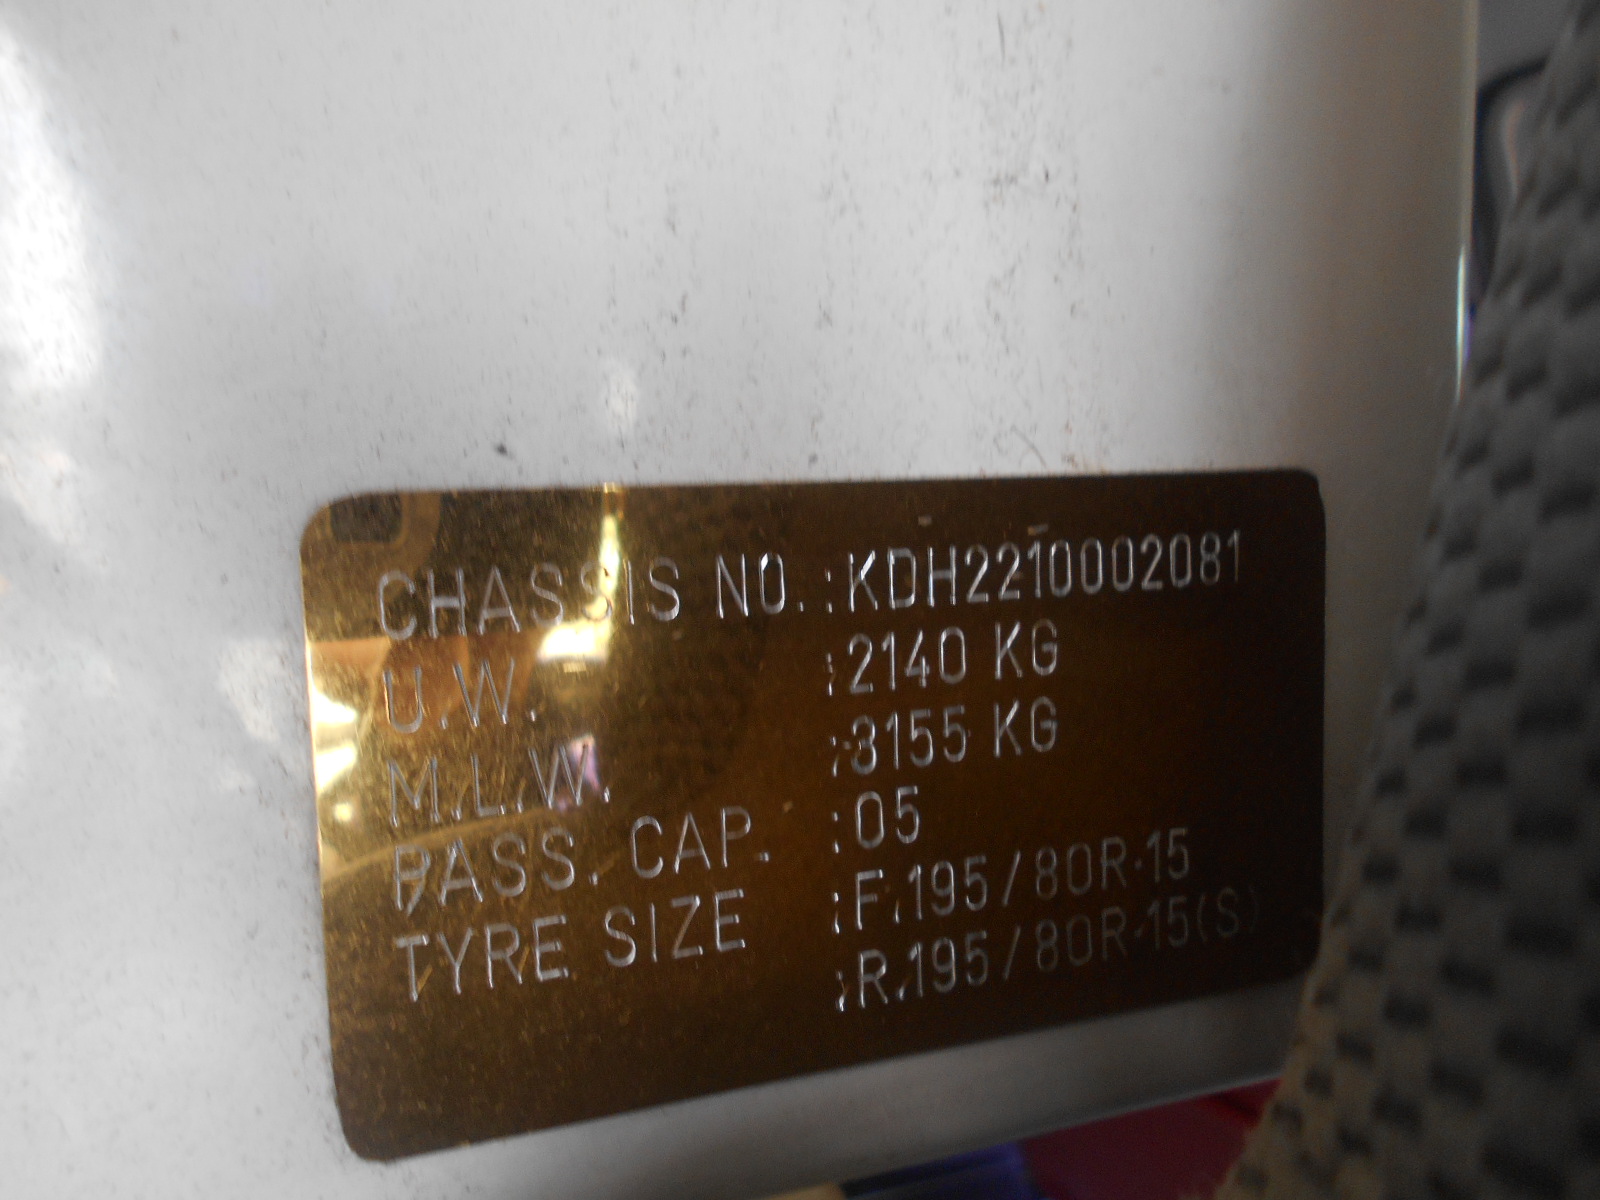 CHASSIS NO.:KDH2210002081
U.W. :2140 KG
M.L.W. :3155 KG
PASS. CAP. :05
TYRE SIZE :F.195/80R-15
:R.195/80R-15(S)